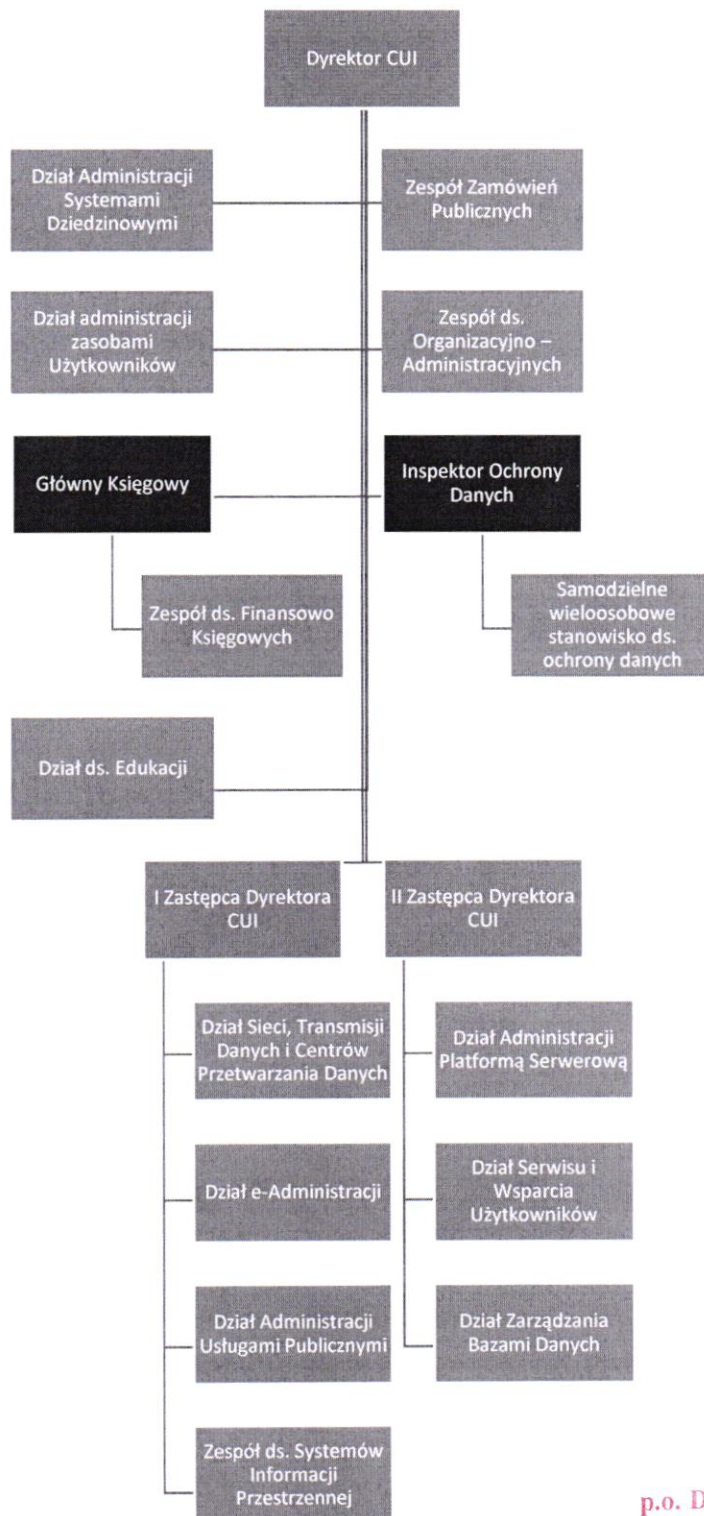 Dyrektor CUI
Dział Administracji
Systemami
Dziedzinowymi
Zespół Zamówień
Publicznych
Dział administracji
zasobami
Użytkowników
Zespół ds.
Organizacyjno –
Administracyjnych
Główny Księgowy
Inspektor Ochrony
Danych
Zespół ds. Finansowo
Księgowych
Samodzielne
wieloosobowe
stanowisko ds.
ochrony danych
Dział ds. Edukacji
I Zastępca Dyrektora
CUI
II Zastępca Dyrektora
CUI
Dział Sieci, Transmisji
Danych i Centrów
Przetwarzania Danych
Dział Administracji
Platformą Serwerową
Dział e-Administracji
Dział Serwisu i
Wsparcia
Użytkowników
Dział Administracji
Usługami Publicznymi
Dział Zarządzania
Bazami Danych
Zespół ds. Systemów
Informacji
Przestrzennej
p.o. D